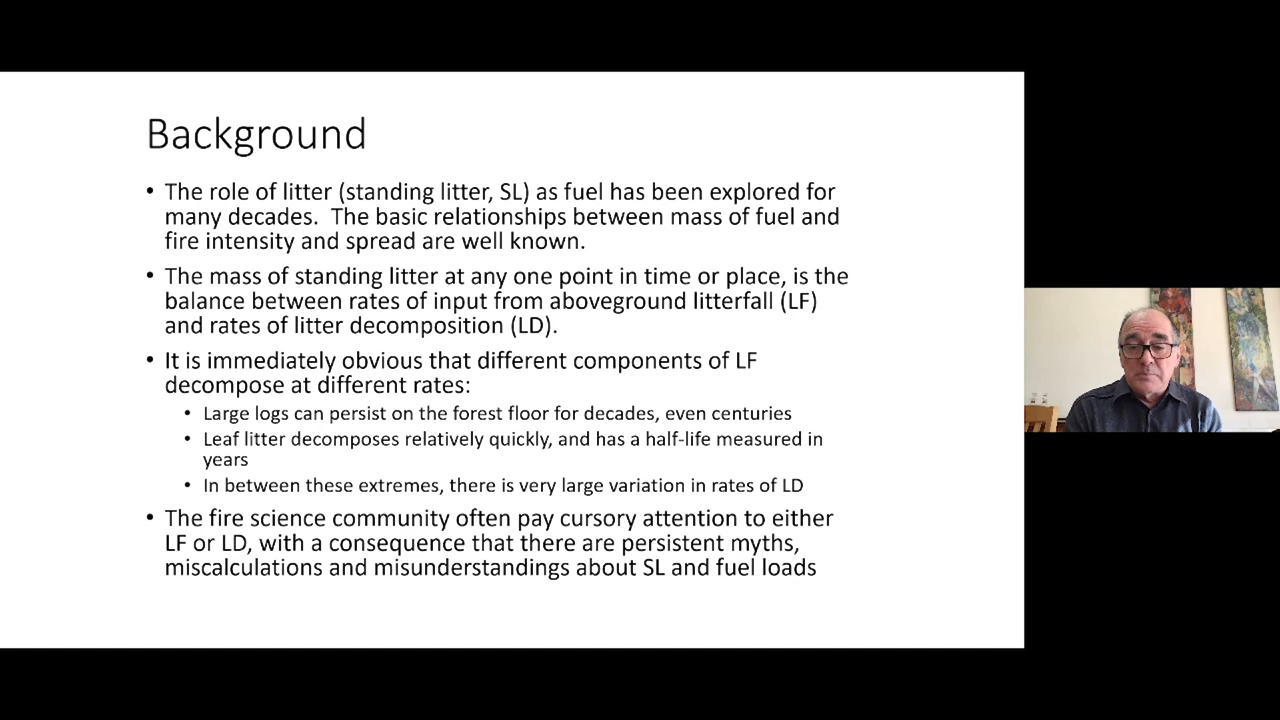 Background
• The role of litter (standing litter, SL) as fuel has been explored for
many decades.  The basic relationships between mass of fuel and
fire intensity and spread are well known.
• The mass of standing litter at any one point in time or place, is the
balance between rates of input from aboveground litterfall (LF)
and rates of litter decomposition (LD).
• It is immediately obvious that different components of LF
decompose at different rates:
• Large logs can persist on the forest floor for decades, even centuries
• Leaf litter decomposes relatively quickly, and has a half-life measured in
years
• In between these extremes, there is very large variation in rates of LD
• The fire science community often pay cursory attention to either
LF or LD, with a consequence that there are persistent myths,
miscalculations and misunderstandings about SL and fuel loads